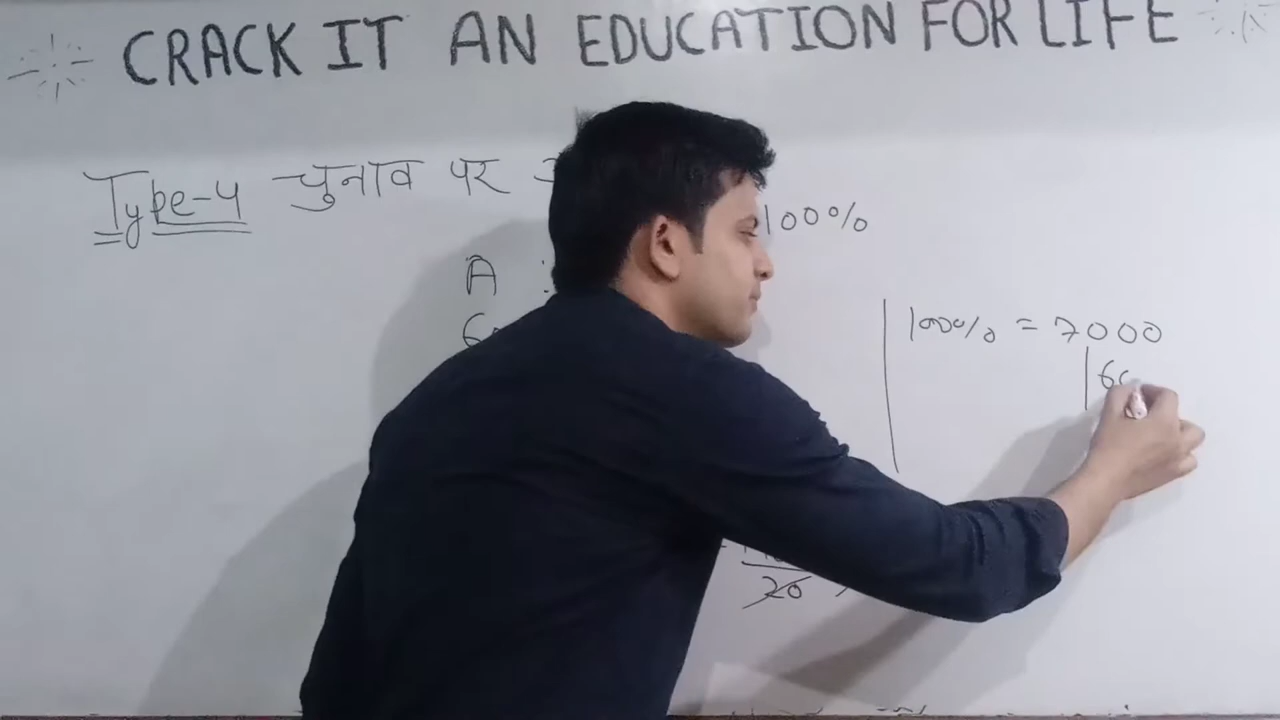 CRACK IT AN EDUCATION FOR LIFE
Type-4 चुनाव पर
100%
A :
100% = 7000
20